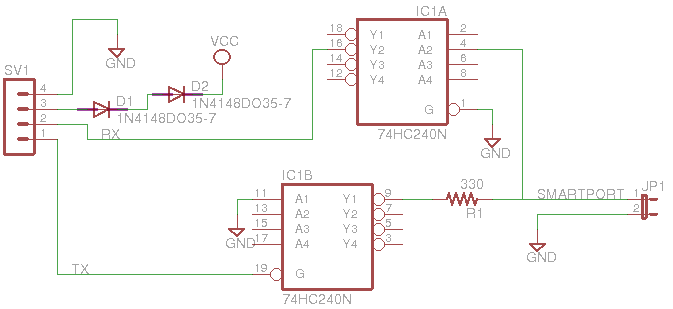 IC1A
18 Y1 A1 2
16 Y2 A2 4
14 Y3 A3 6
12 Y4 A4 8
G 1
74HC240N
GND
VCC
GND
SV1
4
3
2
1
D1
1N4148DO35-7
D2
1N4148DO35-7
RX
TX
IC1B
11 A1 Y1 9
13 A2 Y2 7
15 A3 Y3 5
17 A4 Y4 3
19 G
74HC240N
GND
330
R1
SMARTPORT
JP1
1
2
GND